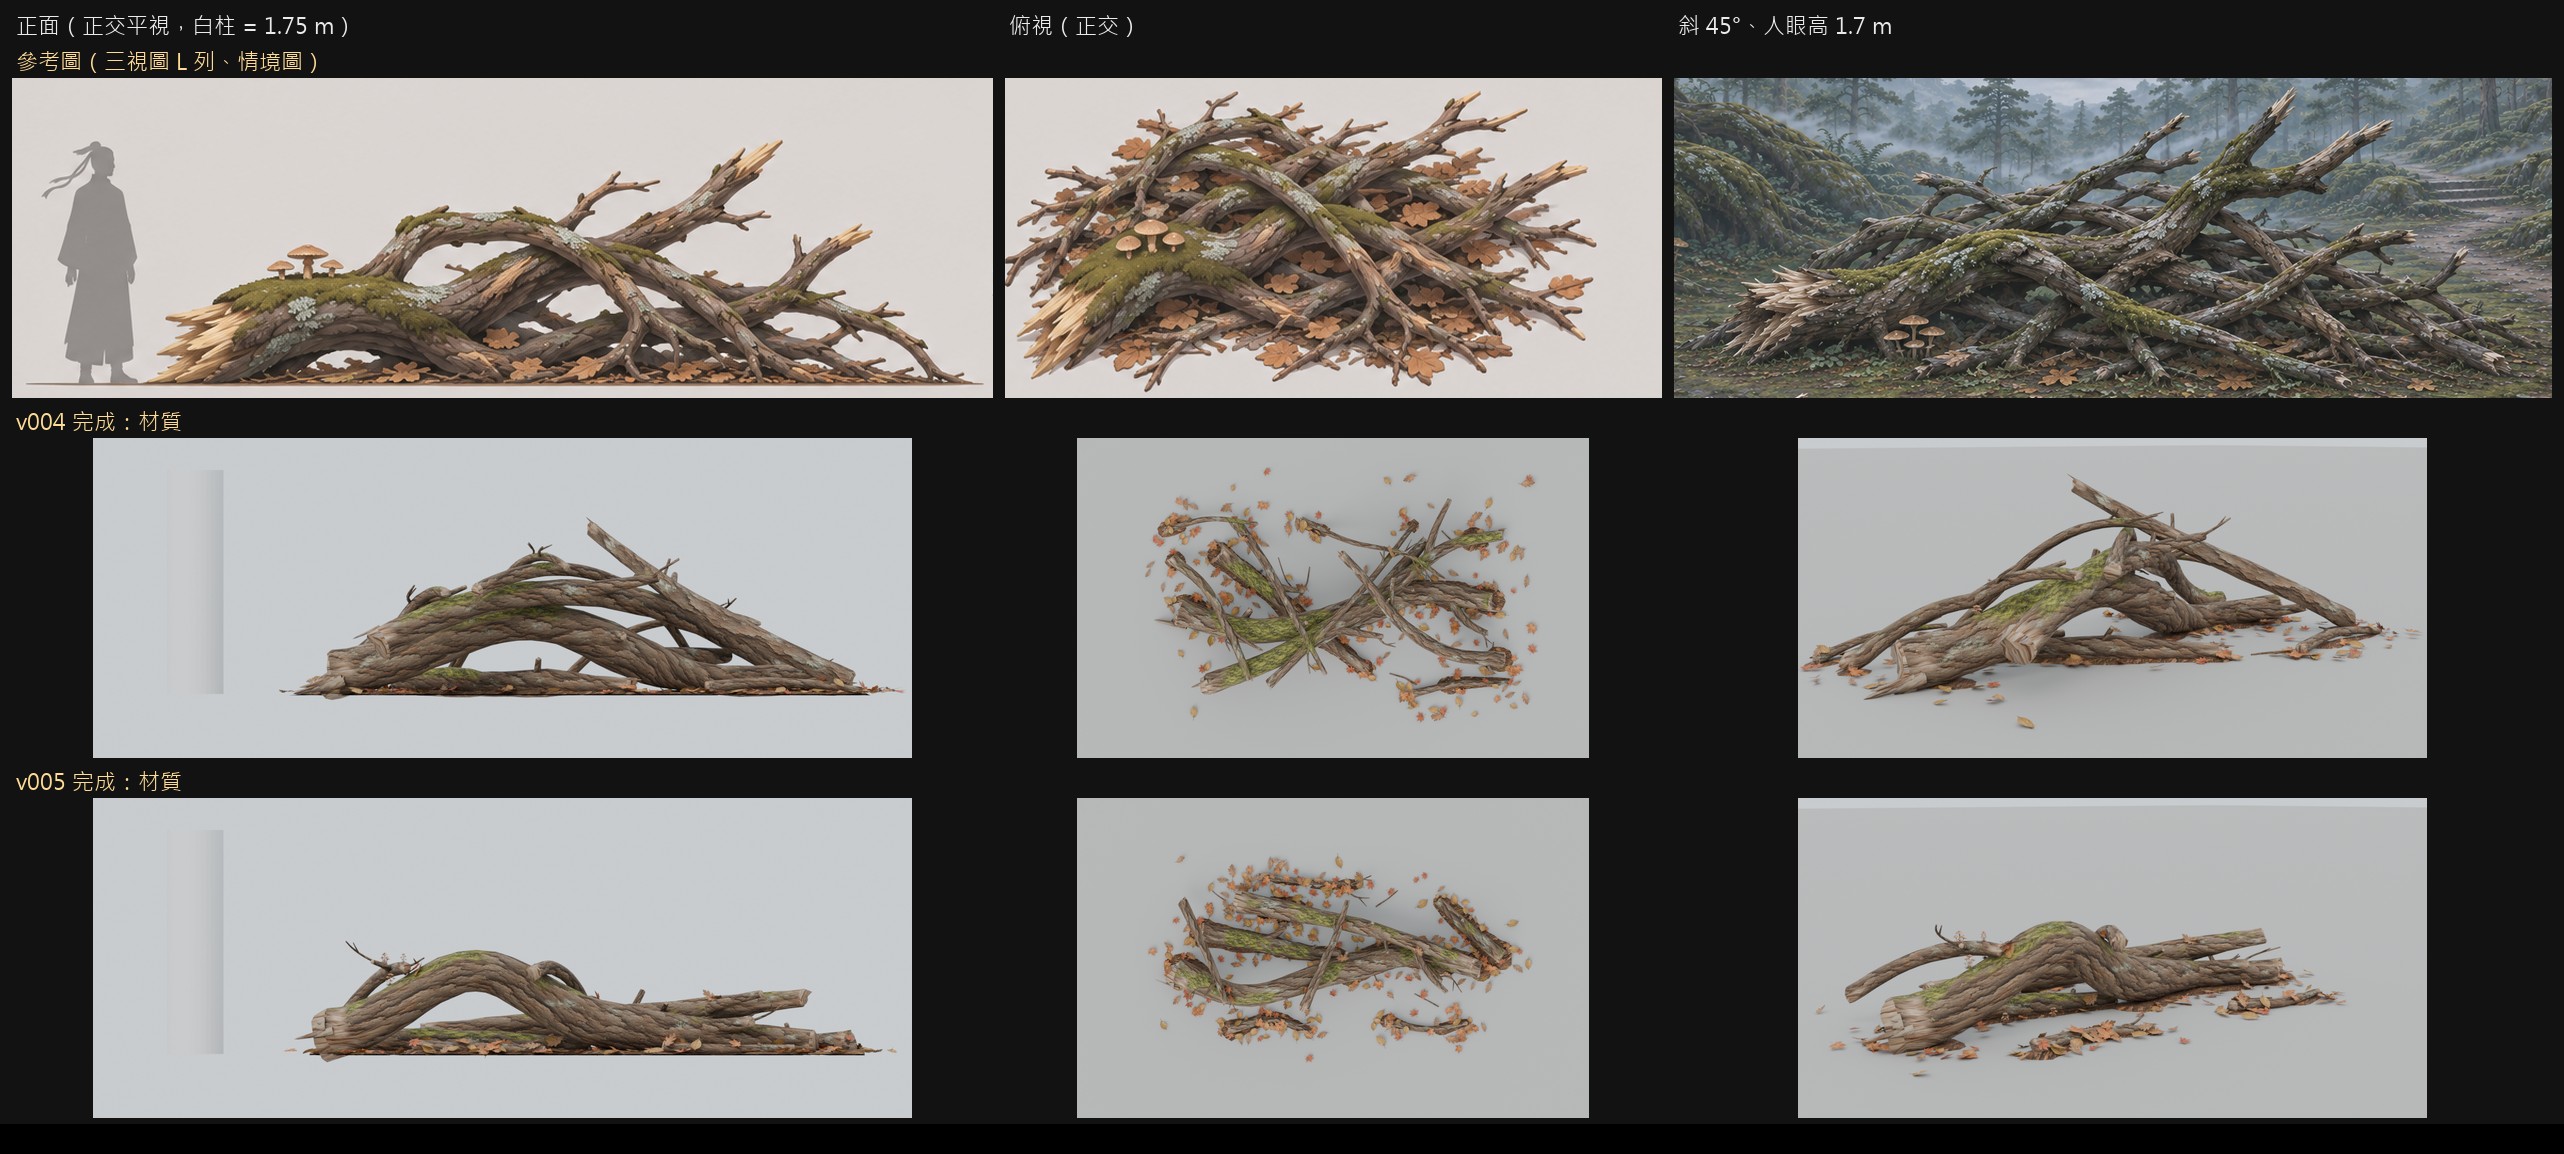 正面（正交平視，白柱 = 1.75 m）
俯視（正交）
斜 45°、人眼高 1.7 m
參考圖（三視圖 L 列、情境圖）
v004 完成：材質
v005 完成：材質